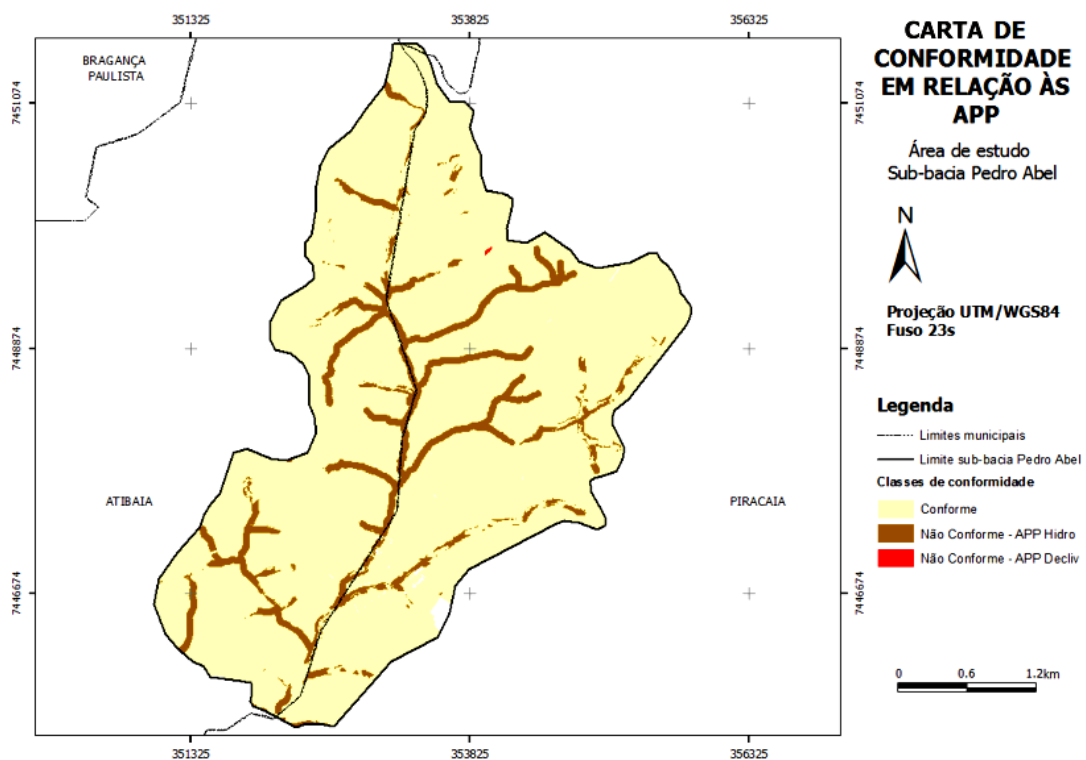 351325
353825
356325
BRAGANÇA
PAULISTA
7451074
7451074
7448874
7448874
ATIBAIA
PIRACAIA
7446674
7446674
351325
353825
356325
CARTA DE
CONFORMIDADE
EM RELAÇÃO ÀS
APP
Área de estudo
Sub-bacia Pedro Abel
N
Projeção UTM/WGS84
Fuso 23s
Legenda
Limites municipais
Limite sub-bacia Pedro Abel
Classes de conformidade
Conforme
Não Conforme - APP Hidro
Não Conforme - APP Decliv
0 0.6 1.2km